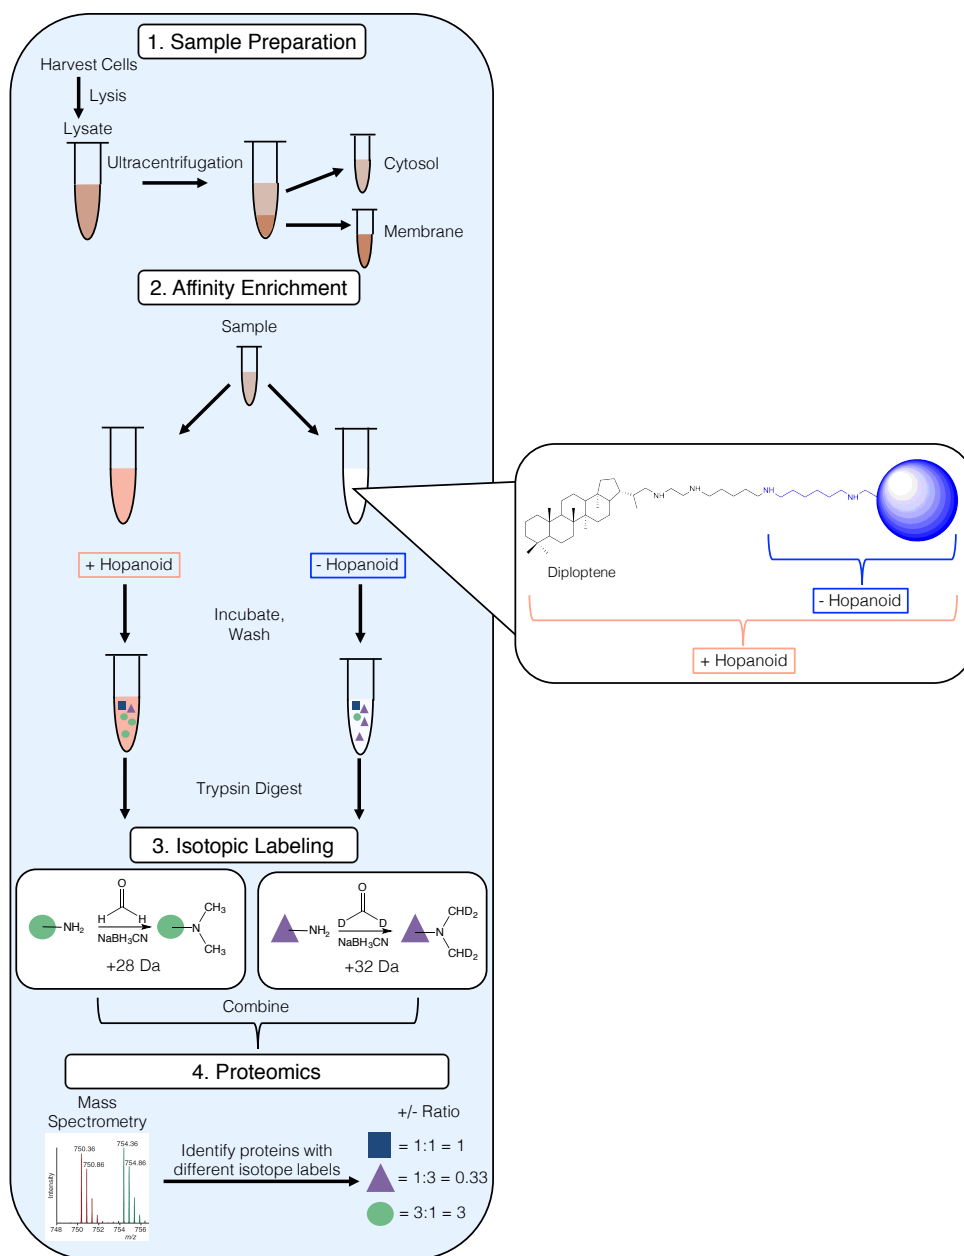 1. Sample Preparation
Harvest Cells
Lysis
Lysate
Ultracentrifugation
Cytosol
Membrane
2. Affinity Enrichment
Sample
+ Hopanoid
- Hopanoid
Incubate,
Wash
Trypsin Digest
NH
NH
NH
NH
Diploptene
- Hopanoid
+ Hopanoid
3. Isotopic Labeling
O
H H
NH2
NaBH3CN
N
CH3
CH3
+28 Da
O
D D
NH2
NaBH3CN
N
CHD2
CHD2
+32 Da
Combine
4. Proteomics
Mass
Spectrometry
Intensity
750.36
750.86
754.36
754.86
748 750 752 754 756
m/z
Identify proteins with
different isotope labels
+/- Ratio
= 1:1 = 1
= 1:3 = 0.33
= 3:1 = 3